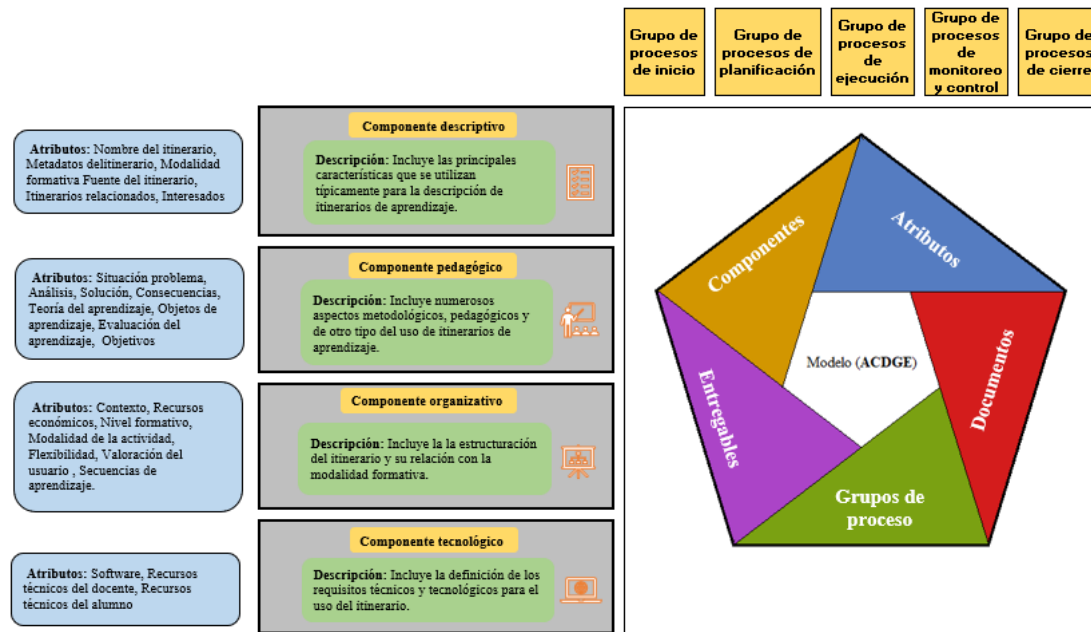 Grupo de
procesos
de inicio
Grupo de
procesos de
planificación
Grupo de
procesos
de
ejecución
Grupo de
procesos
de
monitoreo
y control
Grupo de
procesos
de cierre
Atributos: Nombre del itinerario,
Metadatos delitinerario, Modalidad
formativa Fuente del itinerario,
Itinerarios relacionados, Interesados
Componente descriptivo
Descripción: Incluye las principales
características que se utilizan
típicamente para la descripción de
itinerarios de aprendizaje.
Atributos: Situación problema,
Análisis, Solución, Consecuencias,
Teoría del aprendizaje, Objetos de
aprendizaje, Evaluación del
aprendizaje, Objetivos
Componente pedagógico
Descripción: Incluye numerosos
aspectos metodológicos, pedagógicos y
de otro tipo del uso de itinerarios de
aprendizaje.
Atributos: Contexto, Recursos
económicos, Nivel formativo,
Modalidad de la actividad,
Flexibilidad, Valoración del
usuario , Secuencias de
aprendizaje.
Componente organizativo
Descripción: Incluye la la estructuración
del itinerario y su relación con la
modalidad formativa.
Atributos: Software, Recursos
técnicos del docente, Recursos
técnicos del alumno
Componente tecnológico
Descripción: Incluye la definición de los
requisitos técnicos y tecnológicos para
el uso del itinerario.
Componentes
Atributos
Modelo (ACDGE)
Documentos
Entregables
Grupos de
proceso